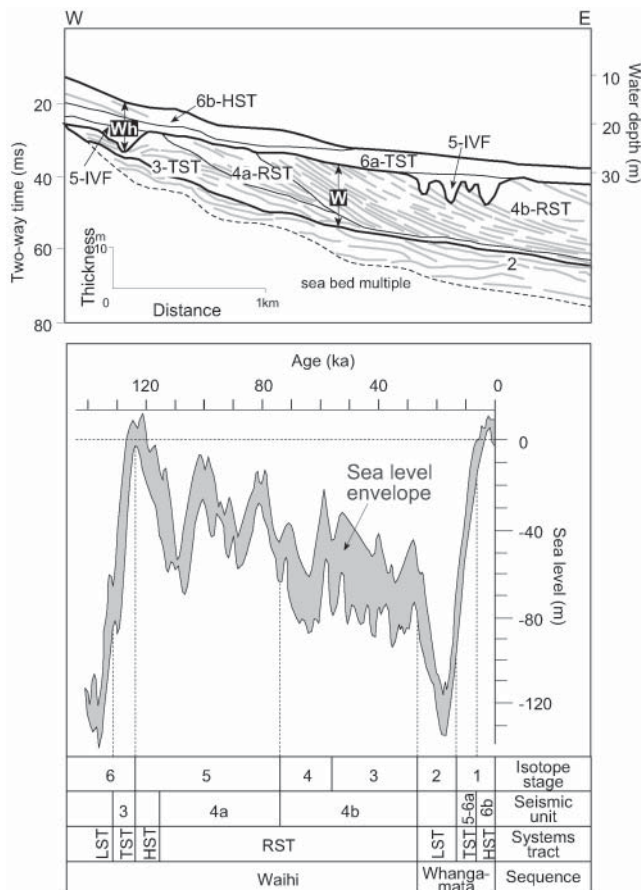 W E
6b-HST
Wh
5-IVF
3-TST
4a-RST
6a-TST
5-IVF
W
4b-RST
2
sea bed multiple
Two-way time (ms)
20
40
60
80
Water depth (m)
10
20
30
Thickness
m
10
0
1km
Distance
Age (ka)
120 80 40 0
Sea level
envelope
Sea level (m)
0
-40
-80
-120
6 5 4 3 2 1 Isotope stage
3 4a 4b 5-6a 6b Seismic unit
LST TST HST RST LST TST HST Systems tract
Waihi Whanga-mata Sequence